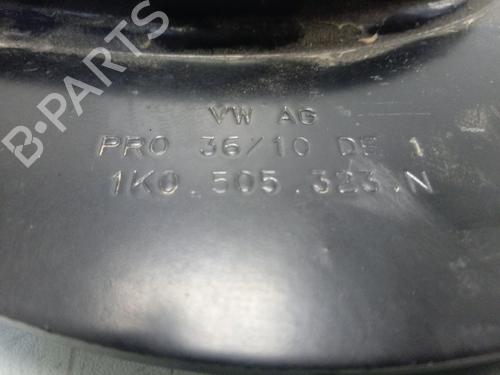 B-PARTS
VW AG
PRO 36/10 DE 1
1K0.505.323.N